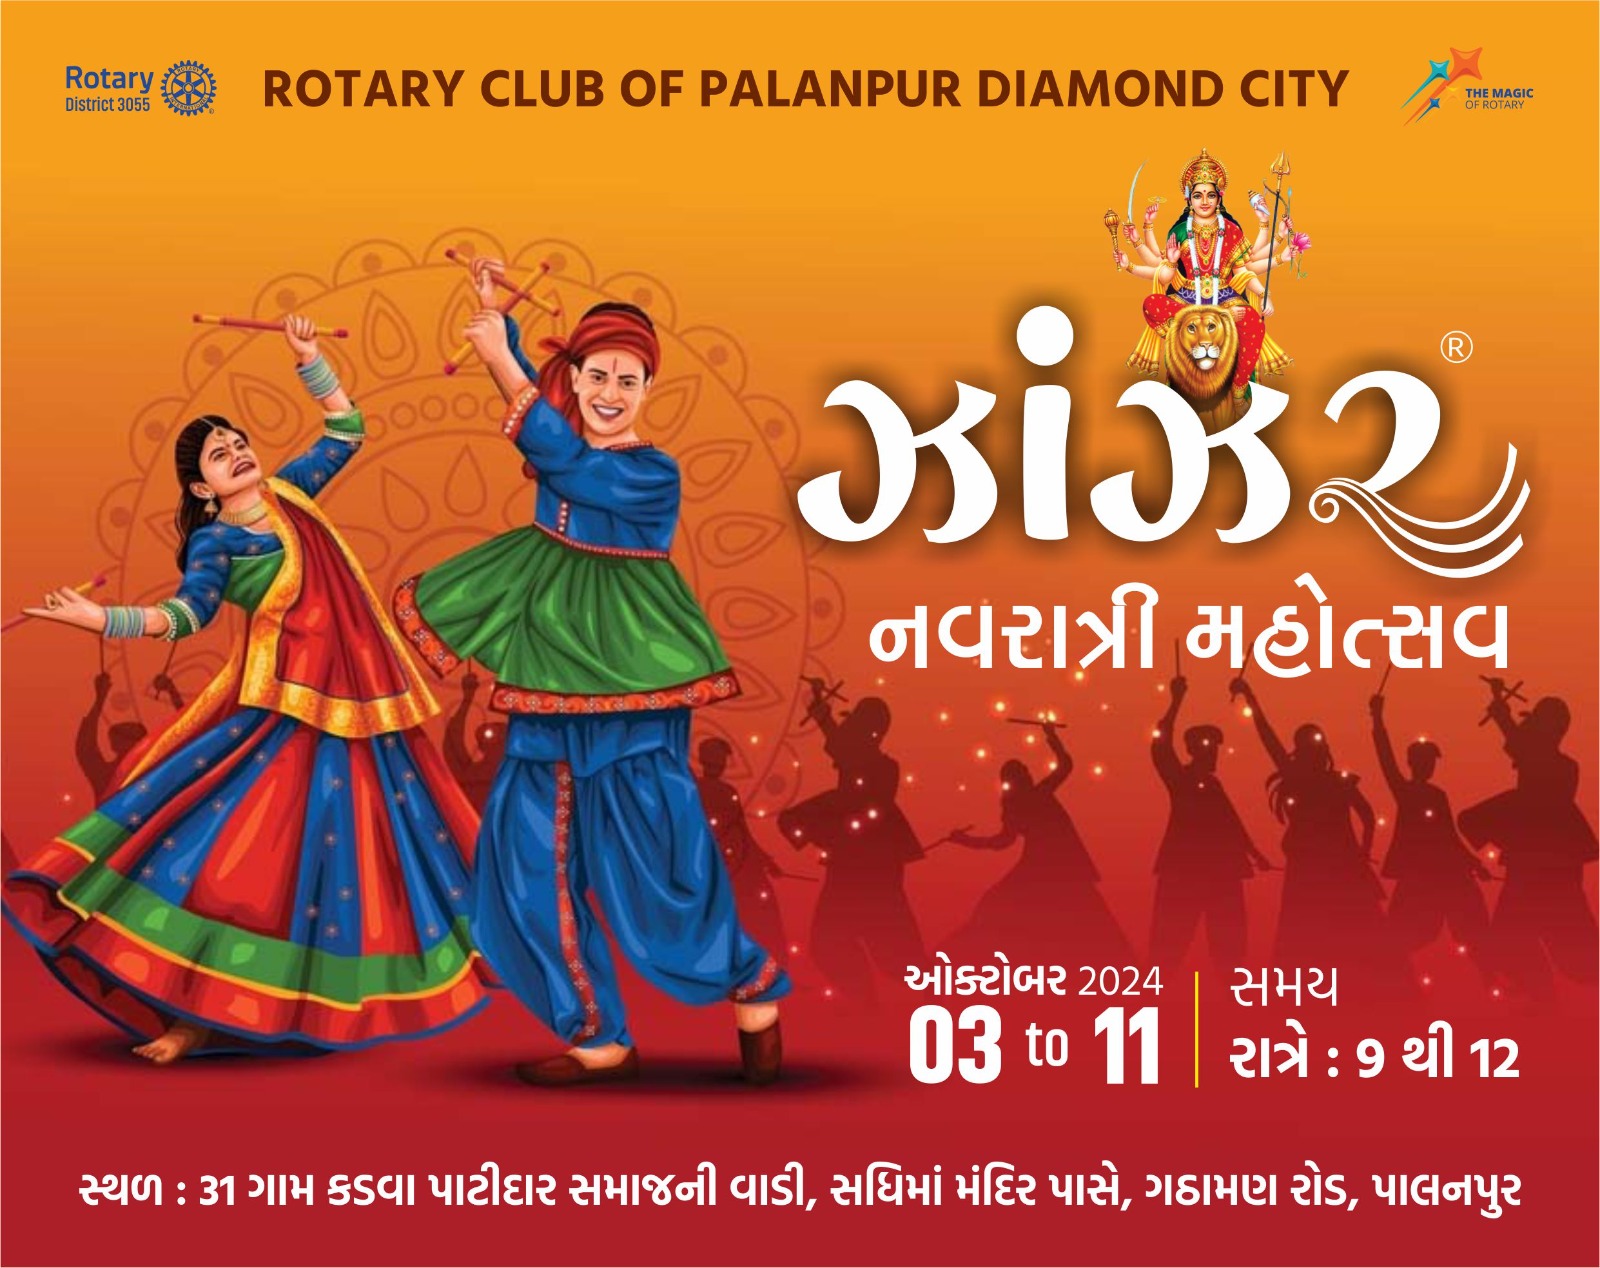 Rotary
District 3055
ROTARY CLUB OF PALANPUR DIAMOND CITY
THE MAGIC
OF ROTARY
ઝાંઝર ®
નવરાત્રી મહોત્સવ
ઓક્ટોબર 2024
03 to 11
સમય
રાત્રે : 9 થી 12
સ્થળ : 31 ગામ કડવા પાટીદાર સમાજની વાડી, સધિમાં મંદિર પાસે, ગઠામણ રોડ, પાલનપુર